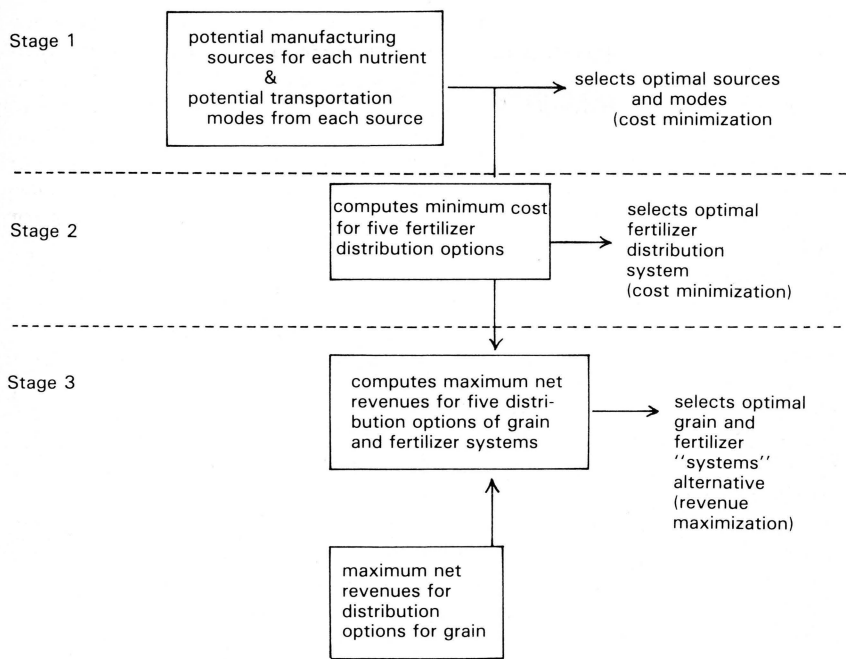 Stage 1
potential manufacturing
sources for each nutrient
&
potential transportation
modes from each source
selects optimal sources
and modes
(cost minimization
Stage 2
computes minimum cost
for five fertilizer
distribution options
selects optimal
fertilizer
distribution
system
(cost minimization)
Stage 3
computes maximum net
revenues for five distri-
bution options of grain
and fertilizer systems
selects optimal
grain and
fertilizer
''systems''
alternative
(revenue
maximization)
maximum net
revenues for
distribution
options for grain